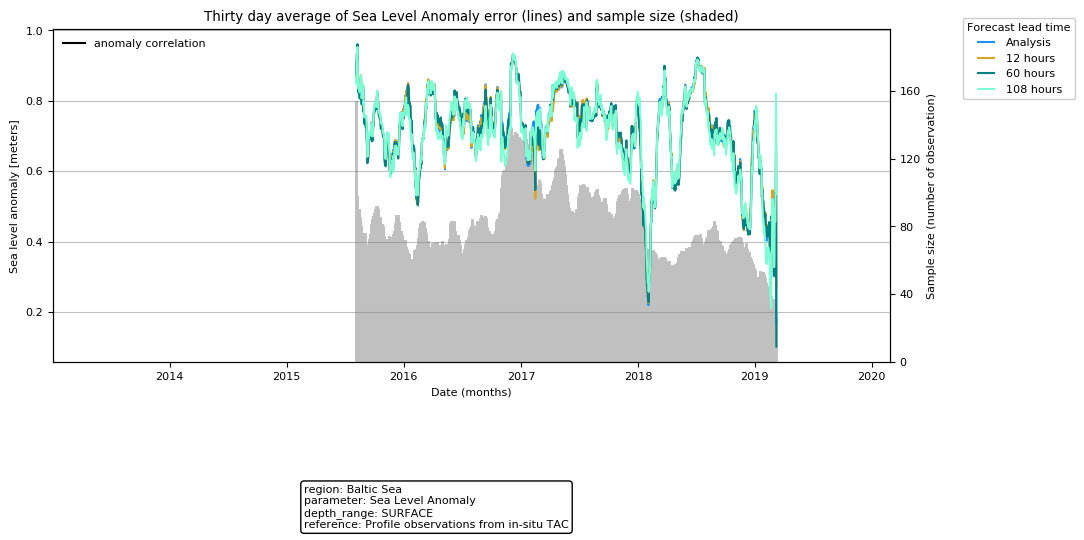 Thirty day average of Sea Level Anomaly error (lines) and sample size (shaded)
anomaly correlation
Forecast lead time
Analysis
12 hours
60 hours
108 hours
Sea level anomaly [meters]
1.0
0.8
0.6
0.4
0.2
Sample size (number of observation)
160
120
80
40
0
2014 2015 2016 2017 2018 2019 2020
Date (months)
region: Baltic Sea
parameter: Sea Level Anomaly
depth_range: SURFACE
reference: Profile observations from in-situ TAC